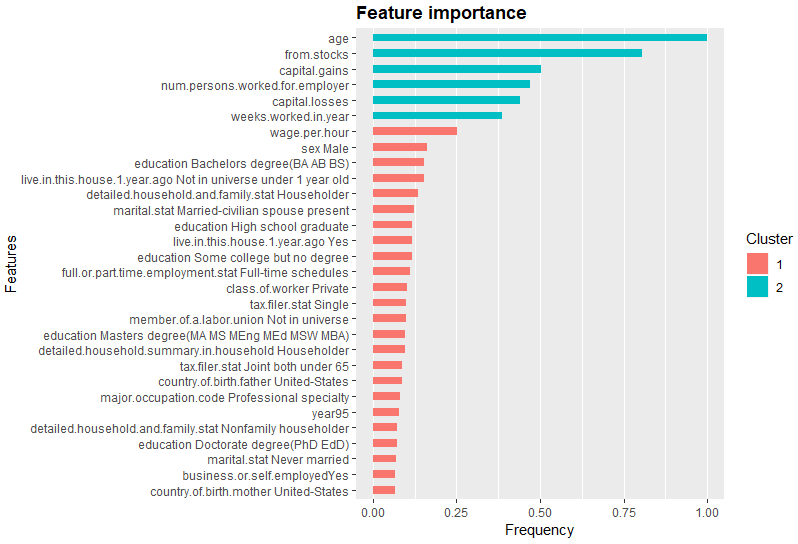 Feature importance
age
from.stocks
capital.gains
num.persons.worked.for.employer
capital.losses
weeks.worked.in.year
wage.per.hour
sex Male
education Bachelors degree(BA AB BS)
live.in.this.house.1.year.ago Not in universe under 1 year old
detailed.household.and.family.stat Householder
marital.stat Married-civilian spouse present
education High school graduate
live.in.this.house.1.year.ago Yes
education Some college but no degree
full.or.part.time.employment.stat Full-time schedules
class.of.worker Private
tax.filer.stat Single
member.of.a.labor.union Not in universe
education Masters degree(MA MS MEng MEd MSW MBA)
detailed.household.summary.in.household Householder
tax.filer.stat Joint both under 65
country.of.birth.father United-States
major.occupation.code Professional specialty
year95
detailed.household.and.family.stat Nonfamily householder
education Doctorate degree(PhD EdD)
marital.stat Never married
business.or.self.employedYes
country.of.birth.mother United-States
Features
0.00 0.25 0.50 0.75 1.00
Frequency
Cluster
1
2